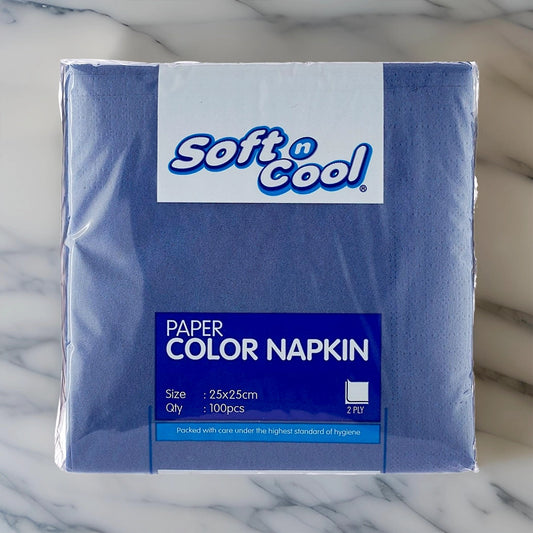 Soft n
Cool®
PAPER
COLOR NAPKIN
Size : 25x25cm
Qty : 100pcs
2 PLY
Packed with care under the highest standard of hygiene